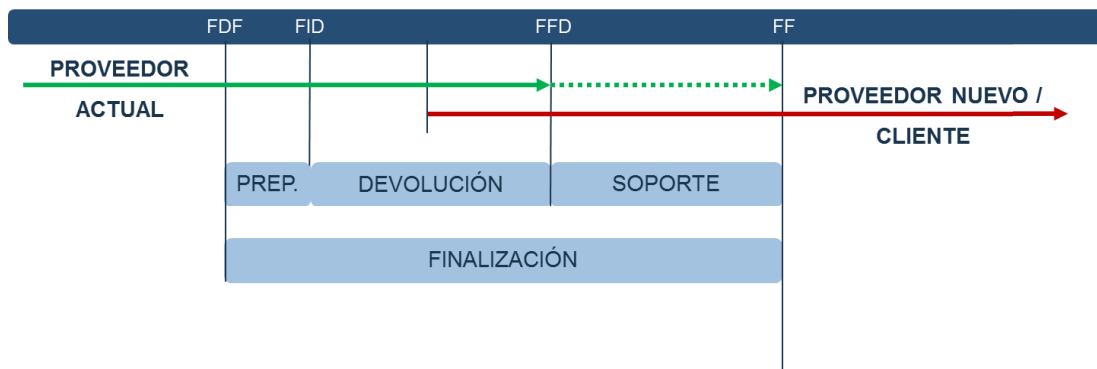 FDF FID FFD FF
PROVEEDOR
ACTUAL
PROVEEDOR NUEVO /
CLIENTE
PREP. DEVOLUCIÓN SOPORTE
FINALIZACIÓN